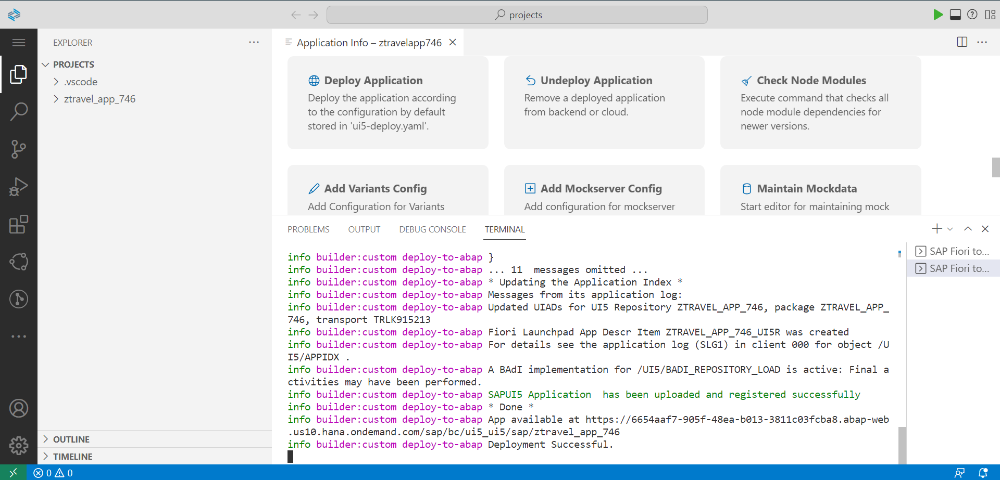 projects
EXPLORER
PROJECTS
.vscode
ztravel_app_746
OUTLINE
TIMELINE
Application Info – ztravelapp746
Deploy Application
Deploy the application according
to the configuration by default
stored in 'ui5-deploy.yaml'.
Undeploy Application
Remove a deployed application
from backend or cloud.
Check Node Modules
Execute command that checks all
node module dependencies for
newer versions.
Add Variants Config
Add Configuration for Variants
Add Mockserver Config
Add configuration for mockserver
Maintain Mockdata
Start editor for maintaining mock
PROBLEMS OUTPUT DEBUG CONSOLE TERMINAL
info builder:custom deploy-to-abap }
info builder:custom deploy-to-abap ... 11  messages omitted ...
info builder:custom deploy-to-abap * Updating the Application Index *
info builder:custom deploy-to-abap Messages from its application log:
info builder:custom deploy-to-abap Updated UIADs for UI5 Repository ZTRAVEL_APP_746, package ZTRAVEL_APP_
746, transport TRLK915213
info builder:custom deploy-to-abap Fiori Launchpad App Descr Item ZTRAVEL_APP_746_UI5R was created
info builder:custom deploy-to-abap For details see the application log (SLG1) in client 000 for object /U
I5/APPIDX .
info builder:custom deploy-to-abap A BAdI implementation for /UI5/BADI_REPOSITORY_LOAD is active: Final a
ctivities may have been performed.
info builder:custom deploy-to-abap SAPUI5 Application  has been uploaded and registered successfully
info builder:custom deploy-to-abap * Done *
info builder:custom deploy-to-abap App available at https://6654aaf7-905f-48ea-b013-3811c03fcba8.abap-web
.us10.hana.ondemand.com/sap/bc/ui5_ui5/sap/ztravel_app_746
info builder:custom deploy-to-abap Deployment Successful.
SAP Fiori to...
SAP Fiori to...
0 0